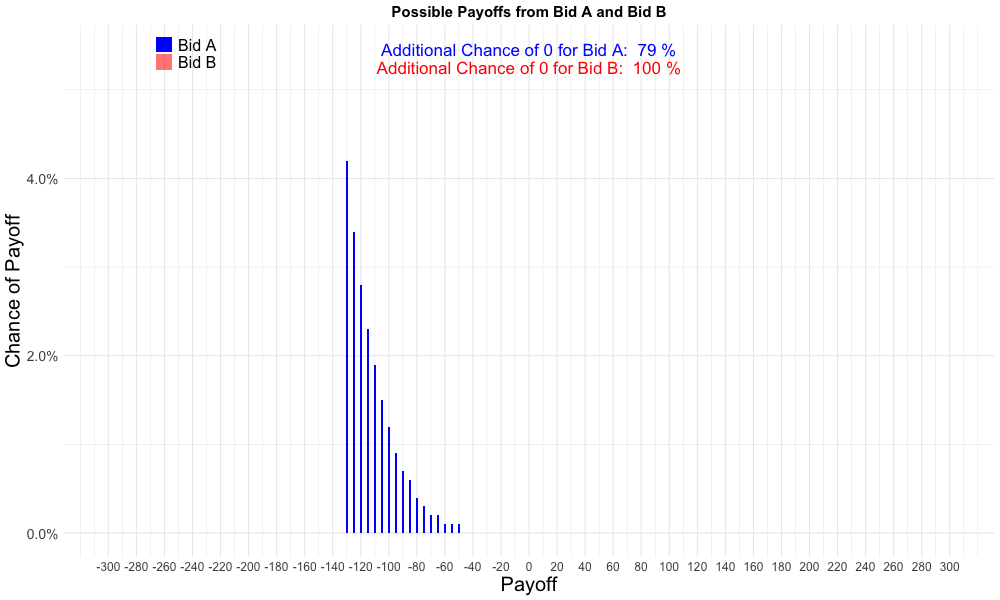 Possible Payoffs from Bid A and Bid B
Bid A
Bid B
Additional Chance of 0 for Bid A:  79 %
Additional Chance of 0 for Bid B:  100 %
Chance of Payoff
4.0%
2.0%
0.0%
-300 -280 -260 -240 -220 -200 -180 -160 -140 -120 -100 -80 -60 -40 -20 0 20 40 60 80 100 120 140 160 180 200 220 240 260 280 300
Payoff